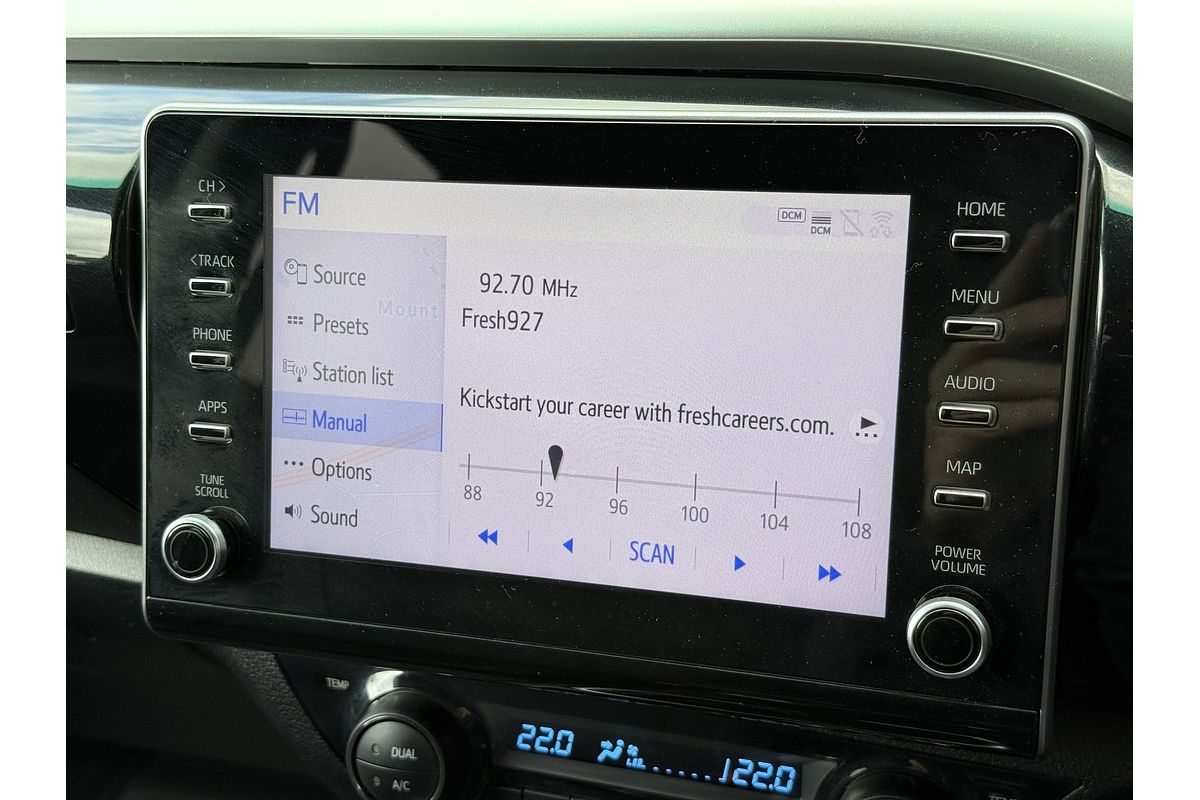 CH >
<TRACK
PHONE
APPS
TUNE
SCROLL
FM
DCM
DCM
Source
Mount
Presets
Station list
Manual
Options
Sound
92.70 MHz
Fresh927
Kickstart your career with freshcareers.com.
88 92 96 100 104 108
SCAN
HOME
MENU
AUDIO
MAP
POWER
VOLUME
TEMP
DUAL
A/C
22.0
22.0